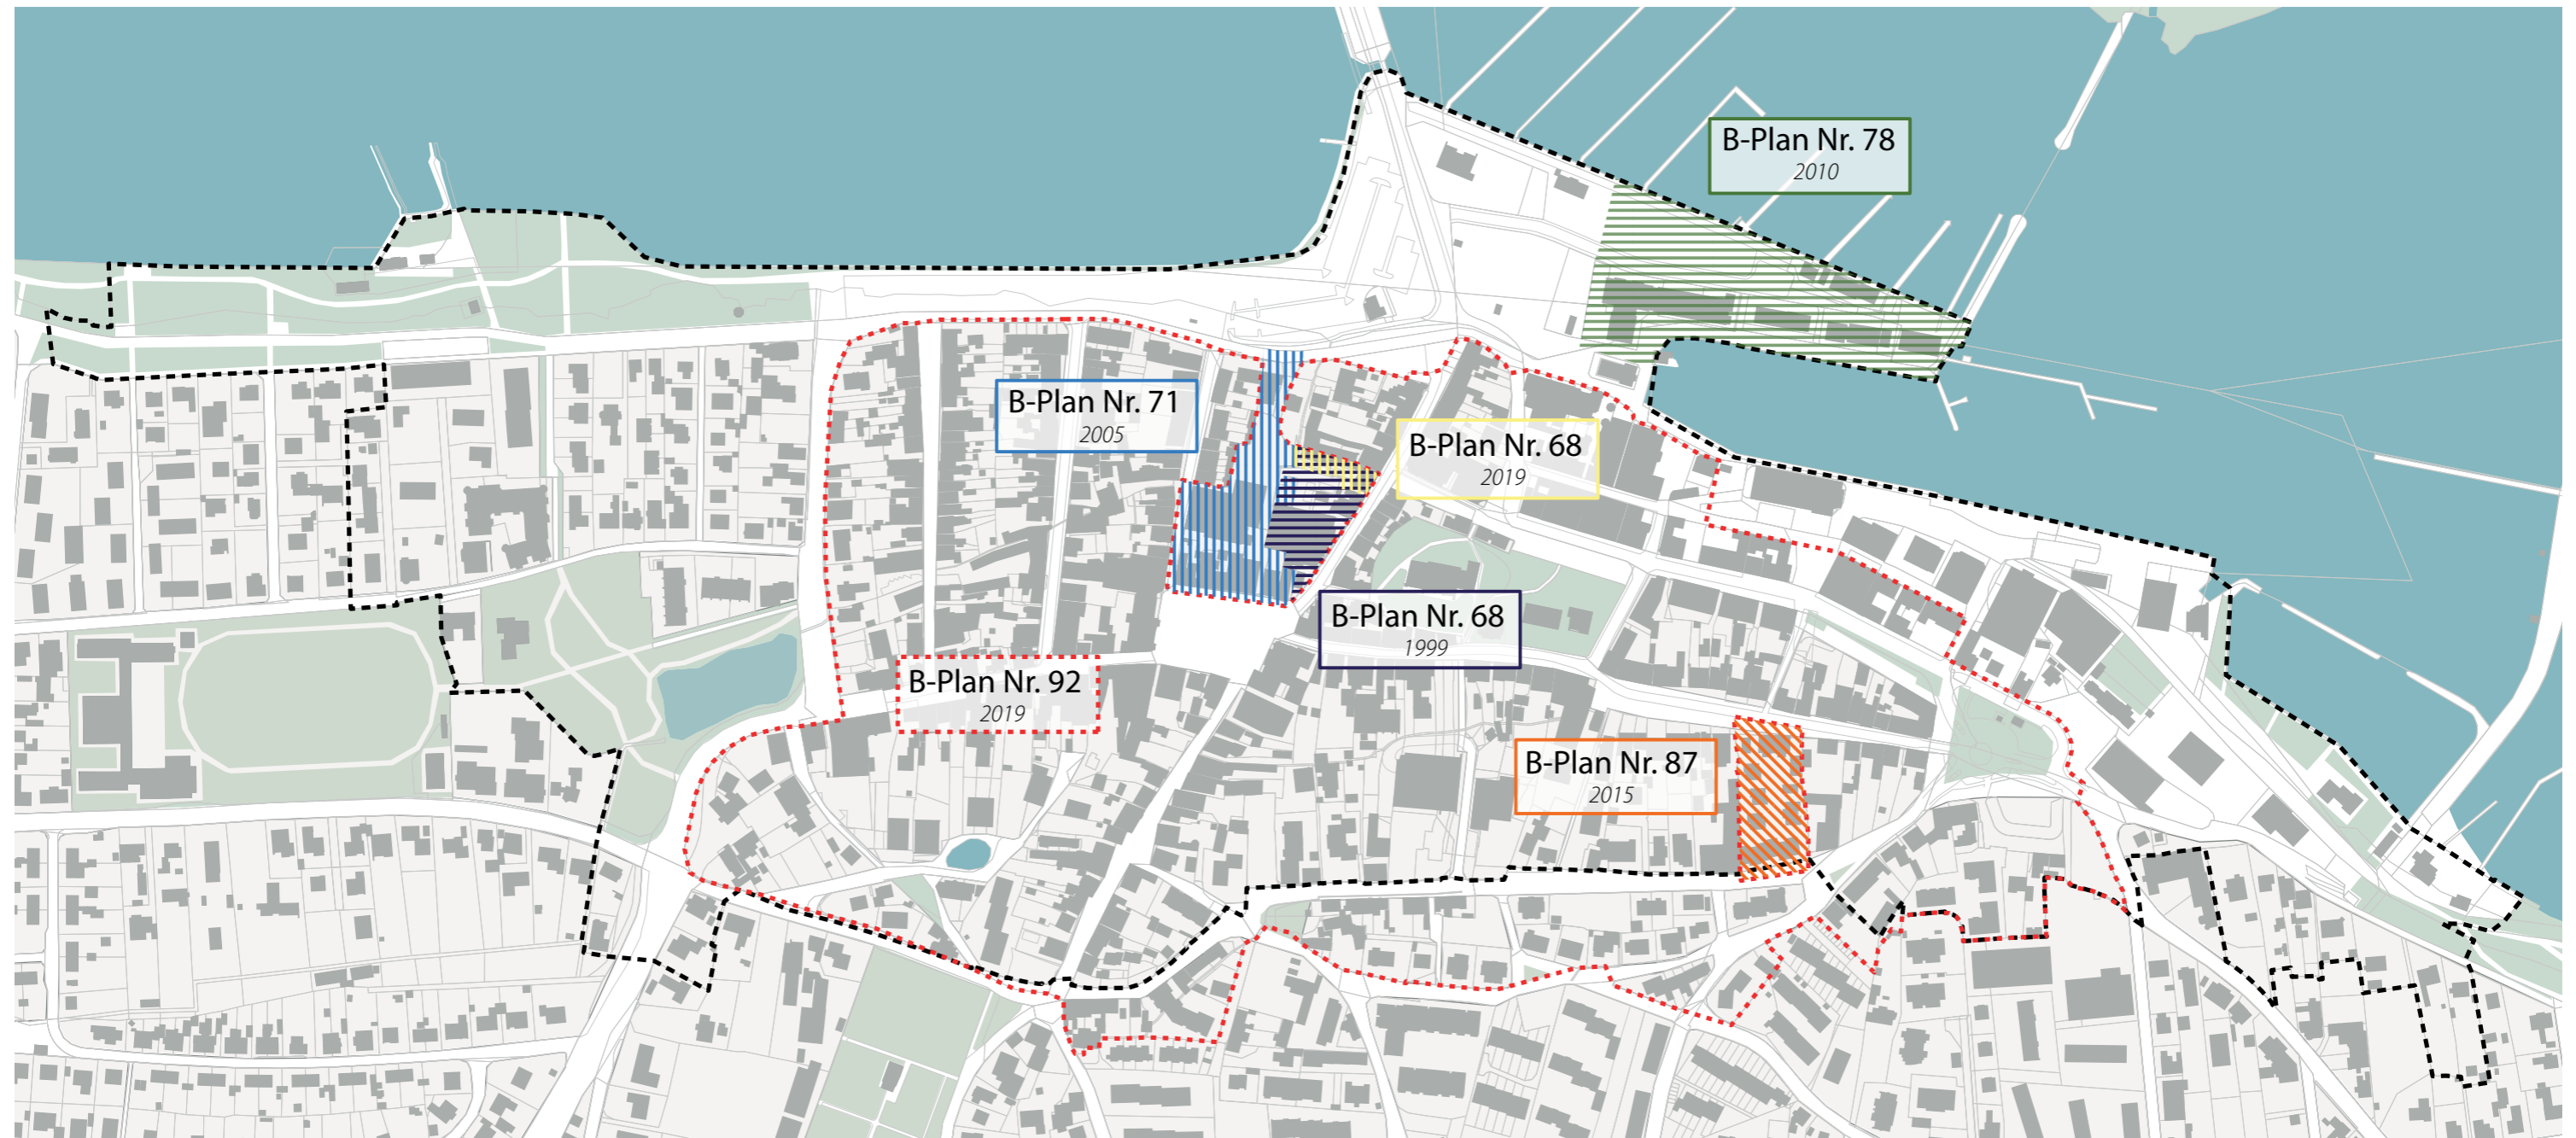 B-Plan Nr. 78
2010
B-Plan Nr. 71
2005
B-Plan Nr. 68
2019
B-Plan Nr. 68
1999
B-Plan Nr. 92
2019
B-Plan Nr. 87
2015